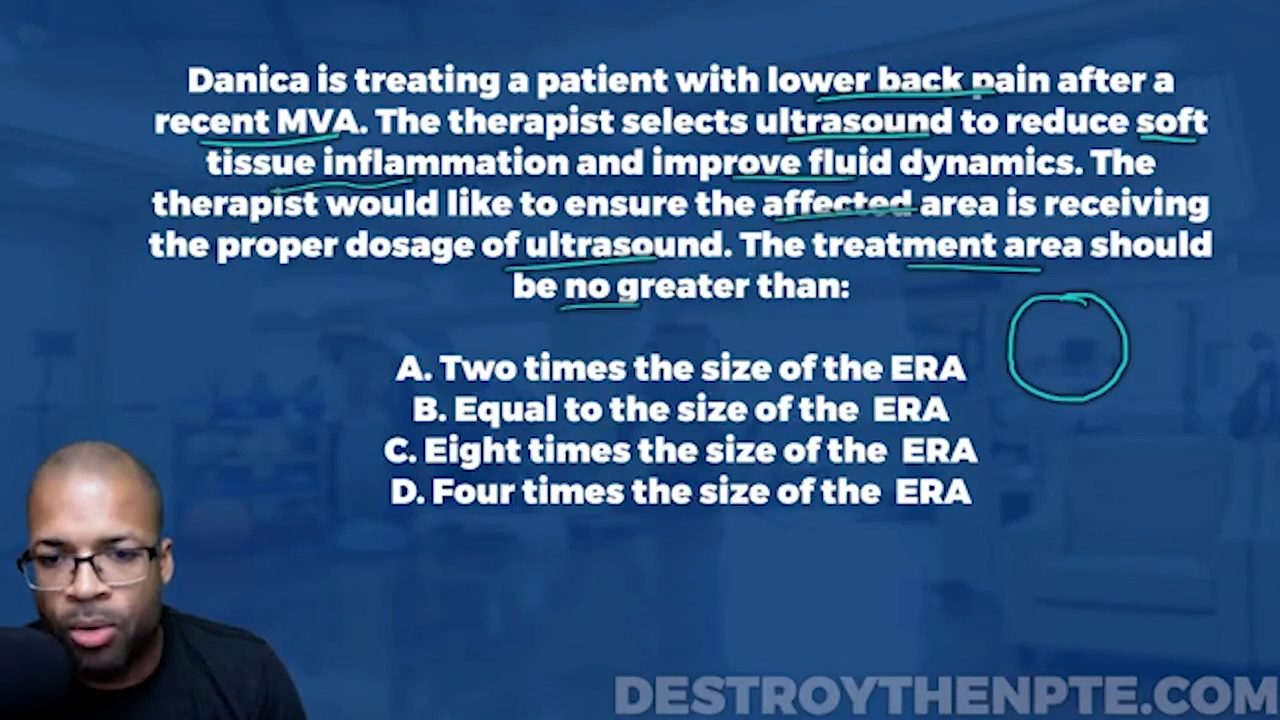 Danica is treating a patient with lower back pain after a
recent MVA. The therapist selects ultrasound to reduce soft
tissue inflammation and improve fluid dynamics. The
therapist would like to ensure the affected area is receiving
the proper dosage of ultrasound. The treatment area should
be no greater than:
A. Two times the size of the ERA
B. Equal to the size of the ERA
C. Eight times the size of the ERA
D. Four times the size of the ERA
DESTROYTHENPTE.COM